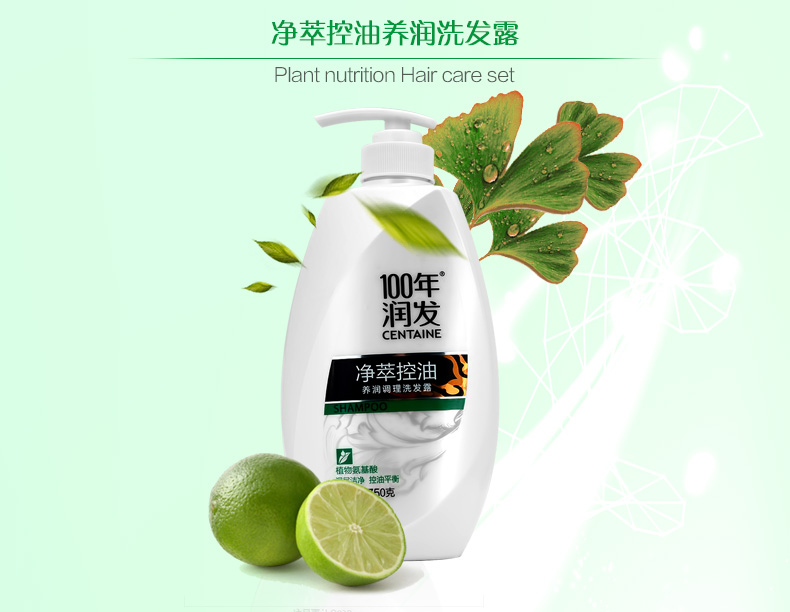 净萃控油养润洗发露
Plant nutrition Hair care set
100年®
润发
CENTAINE
净萃控油
养润调理洗发露
SHAMPOO
植物氨基酸
洁净 控油平衡
750克